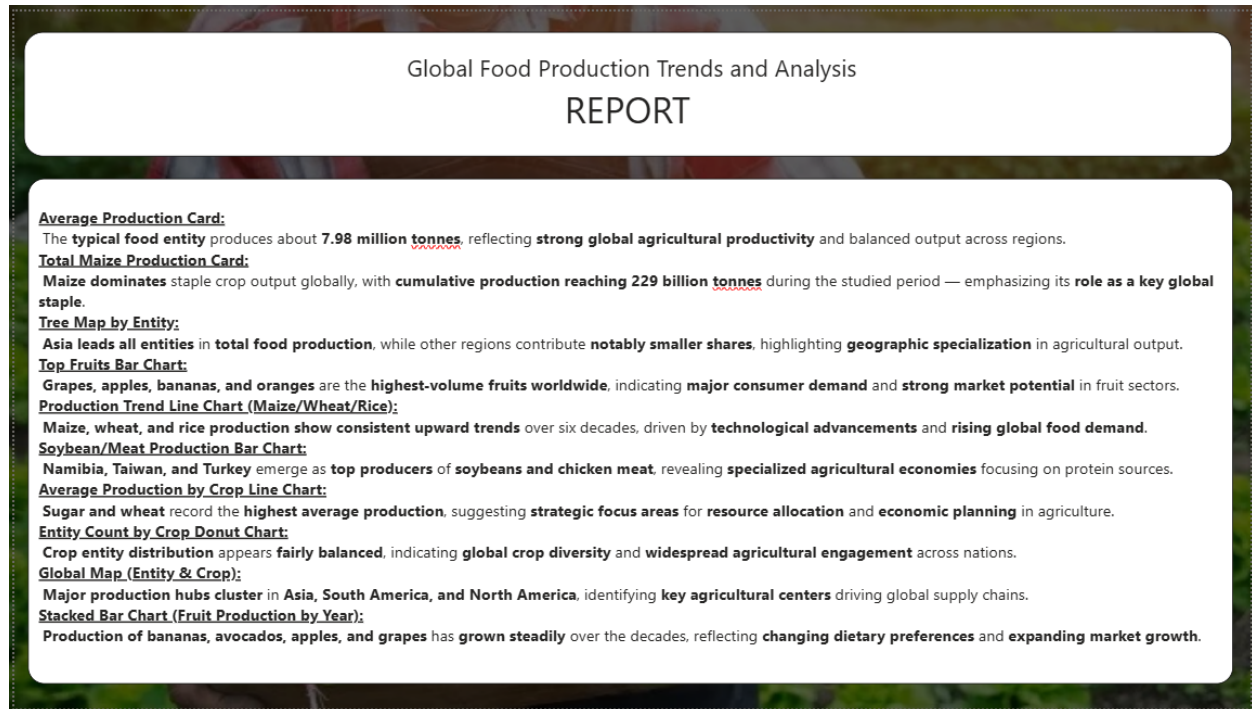 Global Food Production Trends and Analysis
REPORT
Average Production Card:
The typical food entity produces about 7.98 million tonnes, reflecting strong global agricultural productivity and balanced output across regions.
Total Maize Production Card:
Maize dominates staple crop output globally, with cumulative production reaching 229 billion tonnes during the studied period — emphasizing its role as a key global
staple.
Tree Map by Entity:
Asia leads all entities in total food production, while other regions contribute notably smaller shares, highlighting geographic specialization in agricultural output.
Top Fruits Bar Chart:
Grapes, apples, bananas, and oranges are the highest-volume fruits worldwide, indicating major consumer demand and strong market potential in fruit sectors.
Production Trend Line Chart (Maize/Wheat/Rice):
Maize, wheat, and rice production show consistent upward trends over six decades, driven by technological advancements and rising global food demand.
Soybean/Meat Production Bar Chart:
Namibia, Taiwan, and Turkey emerge as top producers of soybeans and chicken meat, revealing specialized agricultural economies focusing on protein sources.
Average Production by Crop Line Chart:
Sugar and wheat record the highest average production, suggesting strategic focus areas for resource allocation and economic planning in agriculture.
Entity Count by Crop Donut Chart:
Crop entity distribution appears fairly balanced, indicating global crop diversity and widespread agricultural engagement across nations.
Global Map (Entity & Crop):
Major production hubs cluster in Asia, South America, and North America, identifying key agricultural centers driving global supply chains.
Stacked Bar Chart (Fruit Production by Year):
Production of bananas, avocados, apples, and grapes has grown steadily over the decades, reflecting changing dietary preferences and expanding market growth.